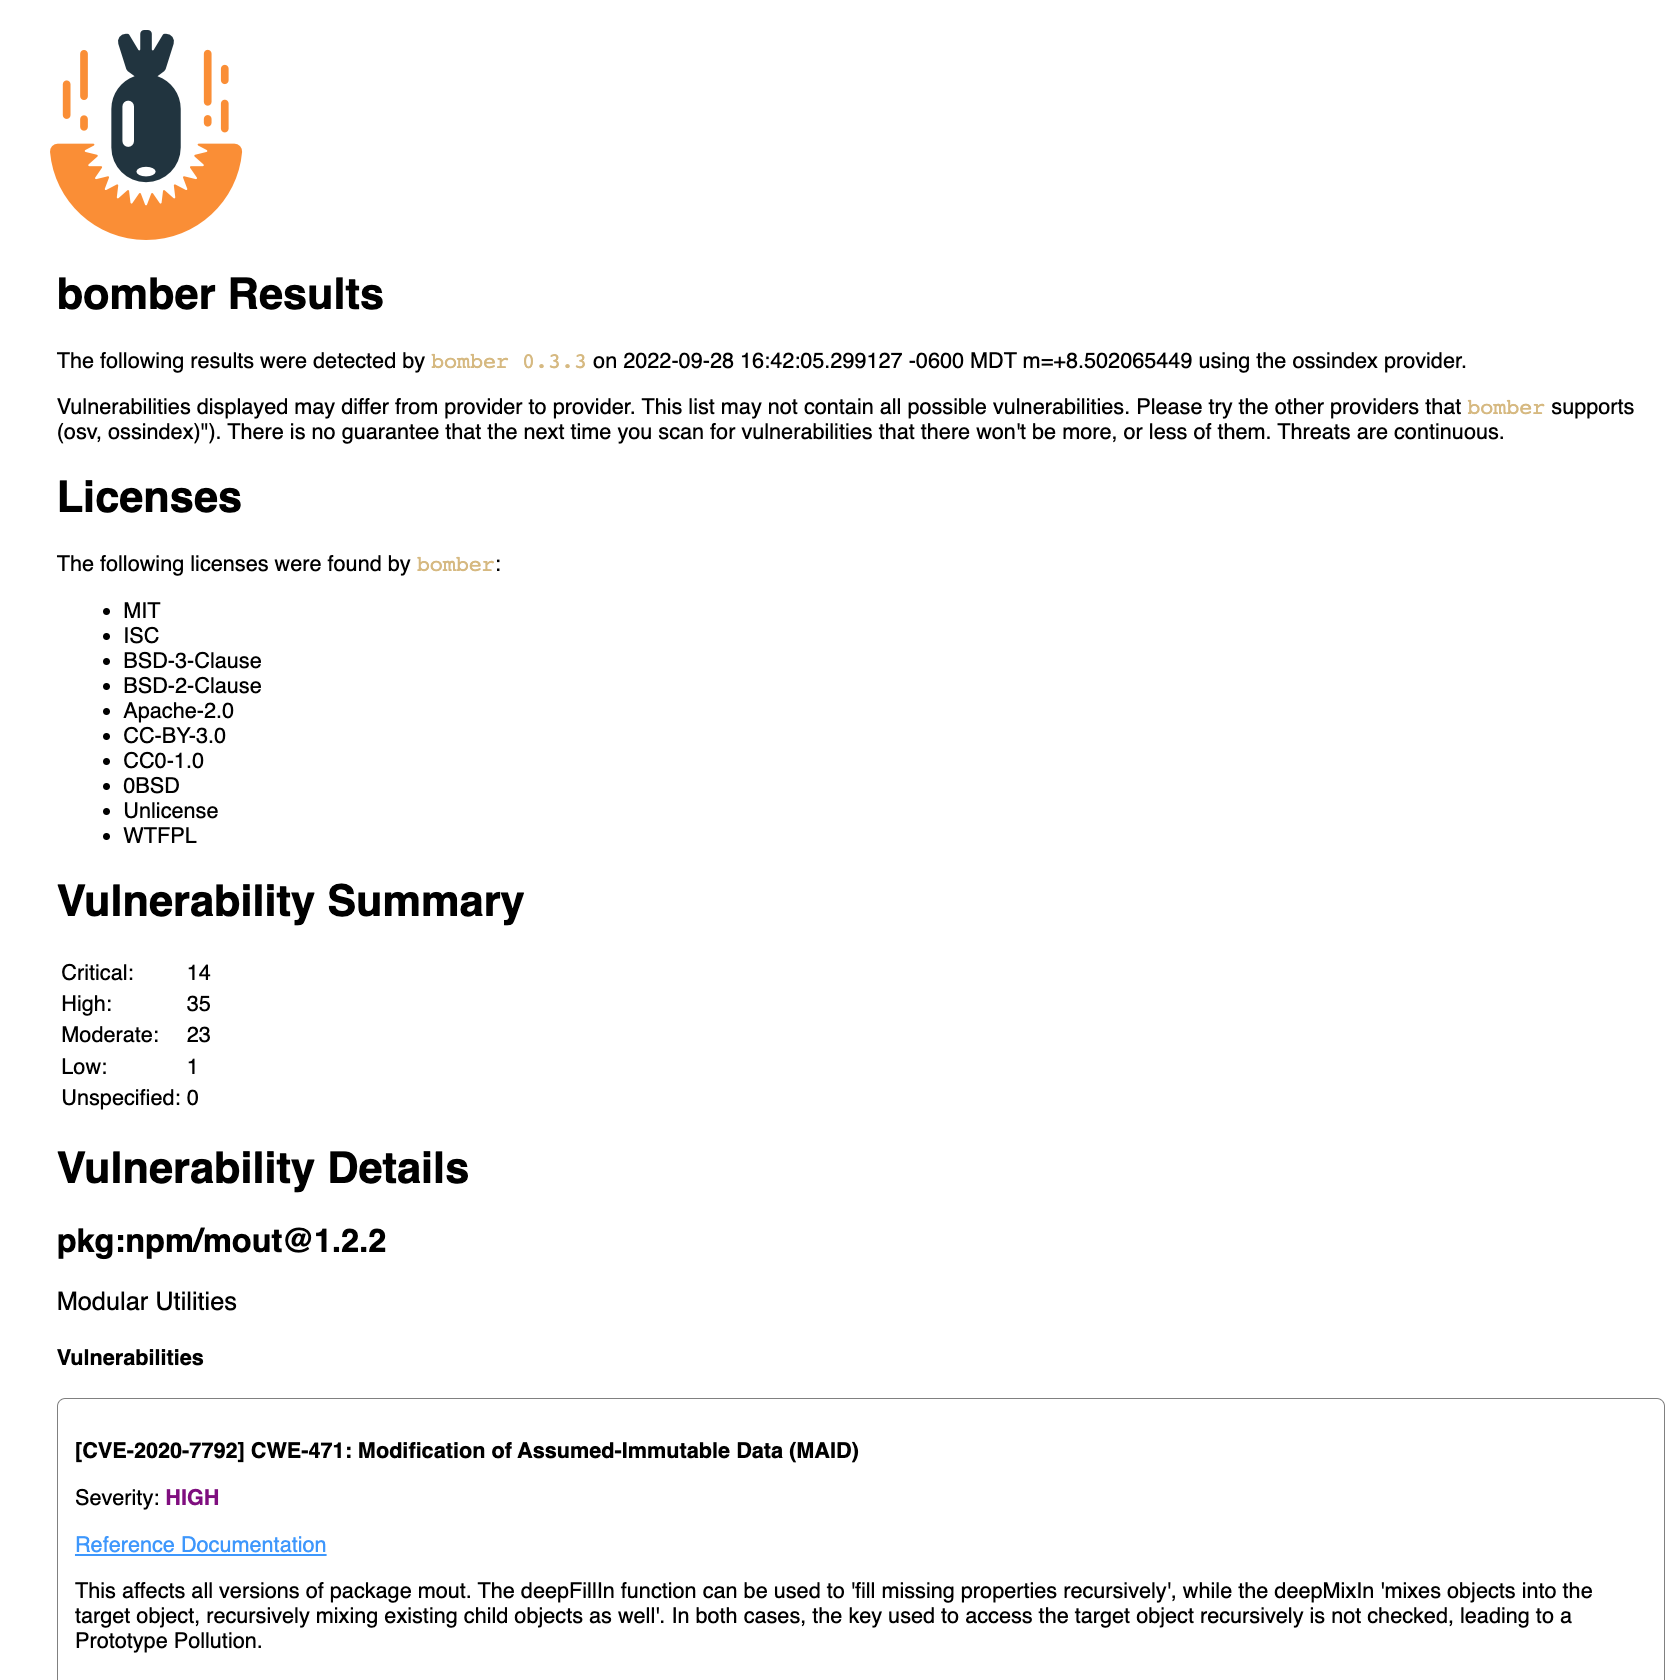 bomber Results
The following results were detected by bomber 0.3.3 on 2022-09-28 16:42:05.299127 -0600 MDT m=+8.502065449 using the ossindex provider.
Vulnerabilities displayed may differ from provider to provider. This list may not contain all possible vulnerabilities. Please try the other providers that bomber supports
(osv, ossindex)"). There is no guarantee that the next time you scan for vulnerabilities that there won't be more, or less of them. Threats are continuous.
Licenses
The following licenses were found by bomber:
• MIT
• ISC
• BSD-3-Clause
• BSD-2-Clause
• Apache-2.0
• CC-BY-3.0
• CC0-1.0
• 0BSD
• Unlicense
• WTFPL
Vulnerability Summary
Critical: 14
High: 35
Moderate: 23
Low: 1
Unspecified: 0
Vulnerability Details
pkg:npm/mout@1.2.2
Modular Utilities
Vulnerabilities
[CVE-2020-7792] CWE-471: Modification of Assumed-Immutable Data (MAID)
Severity: HIGH
Reference Documentation
This affects all versions of package mout. The deepFillIn function can be used to 'fill missing properties recursively', while the deepMixIn 'mixes objects into the
target object, recursively mixing existing child objects as well'. In both cases, the key used to access the target object recursively is not checked, leading to a
Prototype Pollution.